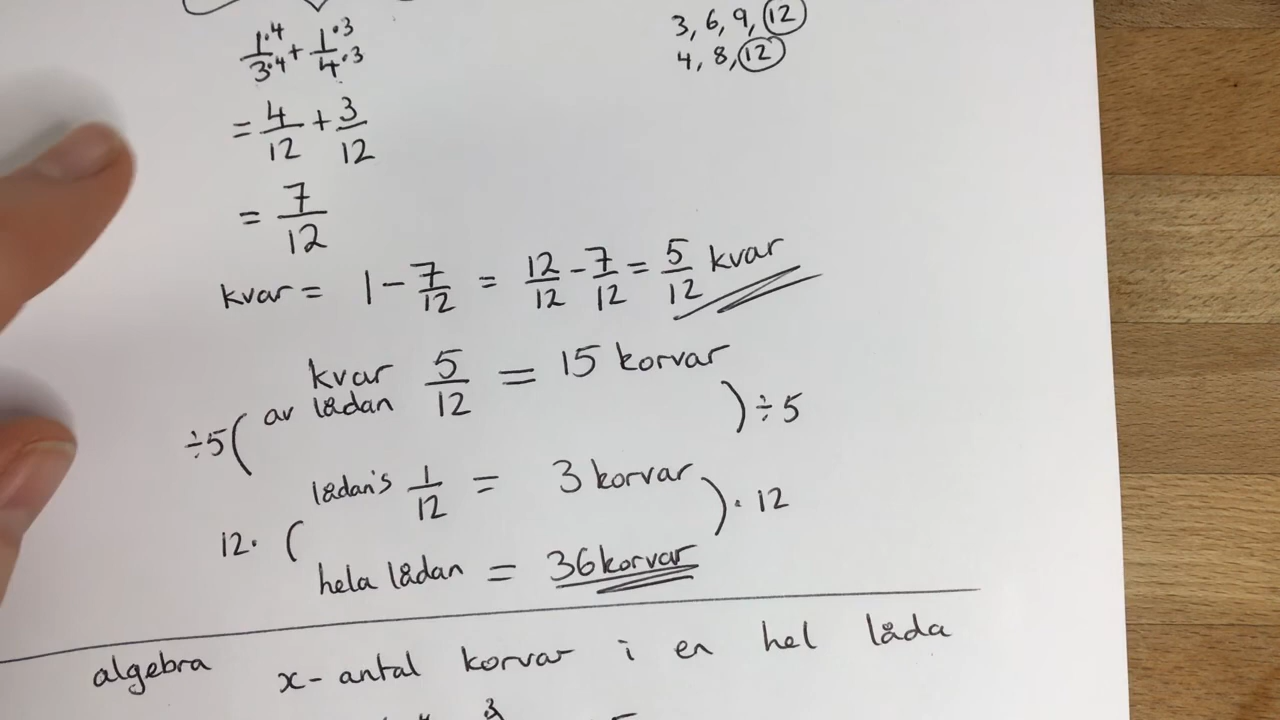 1·4/3·4 + 1·3/4·3
3, 6, 9, 12
4, 8, 12
= 4/12 + 3/12
= 7/12
kvar = 1 - 7/12 = 12/12 - 7/12 = 5/12 kvar
kvar 5/12 = 15 korvar
av lådan
÷5 ( ) ÷5
lådan's 1/12 = 3 korvar
12· ( ) · 12
hela lådan = 36 korvar
algebra x - antal korvar i en hel låda